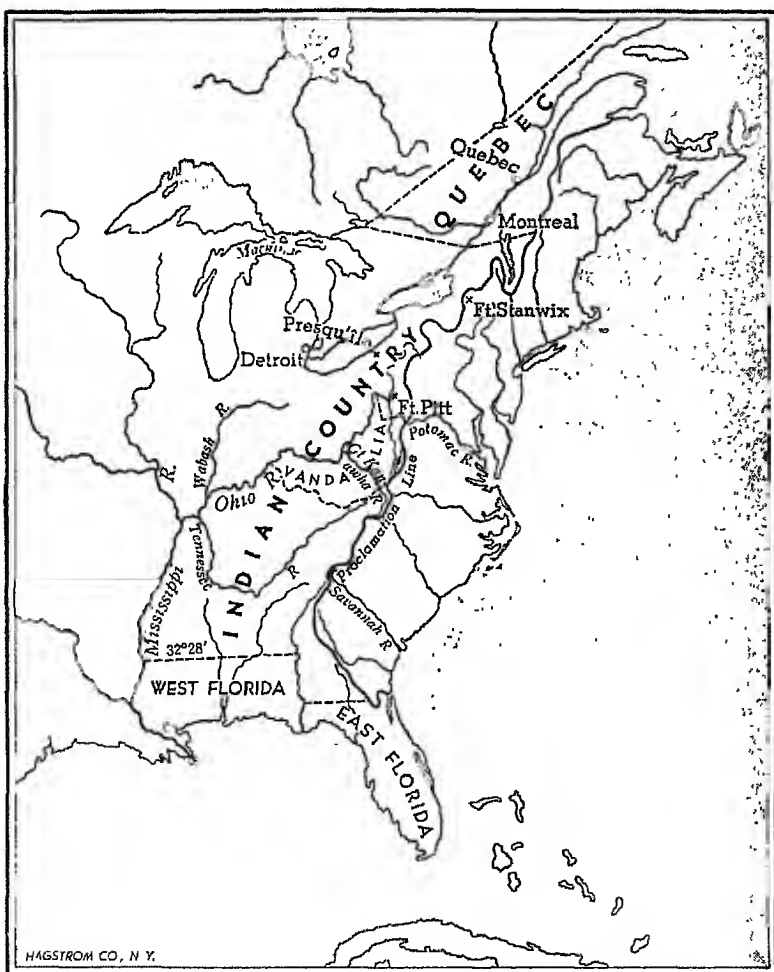 QUEBEC
Quebec
Montreal
Ft. Stanwix
Presqu'il
Detroit
INDIAN COUNTRY
Ft. Pitt
Potomac R.
Wabash R.
R.
Ohio R.
VANDALIA
Gt. Kanawha R
Proclamation Line
Tennessee R
Mississippi
Savannah R
32°28'
WEST FLORIDA
EAST FLORIDA
HAGSTROM CO, N Y.